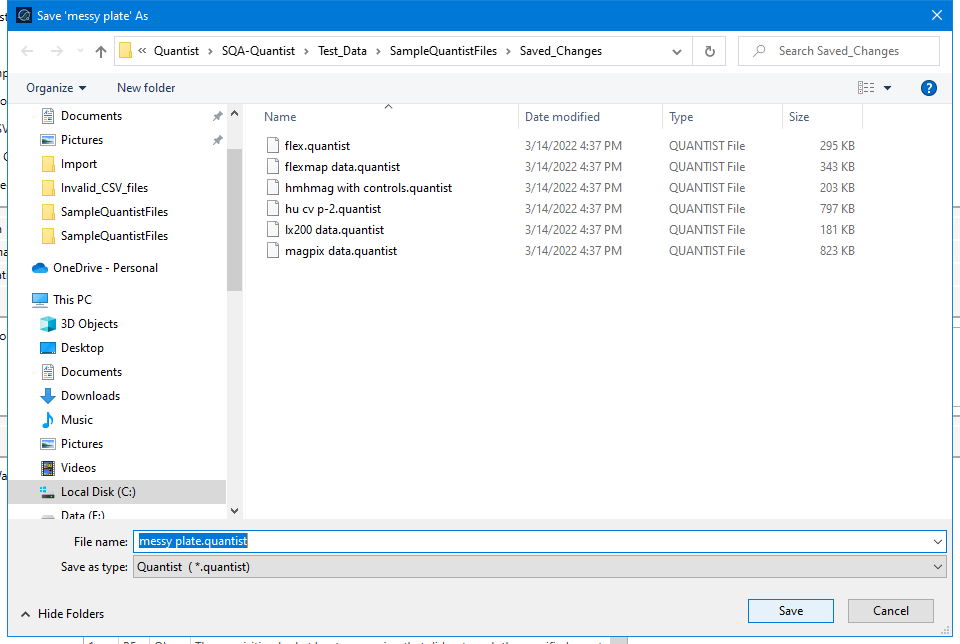 Save 'messy plate' As
« Quantist › SQA-Quantist › Test_Data › SampleQuantistFiles › Saved_Changes
Search Saved_Changes
Organize New folder
Documents
Pictures
Import
Invalid_CSV_files
SampleQuantistFiles
SampleQuantistFiles
OneDrive - Personal
This PC
3D Objects
Desktop
Documents
Downloads
Music
Pictures
Videos
Local Disk (C:)
Data (F:)
Name Date modified Type Size
flex.quantist 3/14/2022 4:37 PM QUANTIST File 295 KB
flexmap data.quantist 3/14/2022 4:37 PM QUANTIST File 343 KB
hmhmag with controls.quantist 3/14/2022 4:37 PM QUANTIST File 203 KB
hu cv p-2.quantist 3/14/2022 4:37 PM QUANTIST File 797 KB
lx200 data.quantist 3/14/2022 4:37 PM QUANTIST File 181 KB
magpix data.quantist 3/14/2022 4:37 PM QUANTIST File 823 KB
File name: messy plate.quantist
Save as type: Quantist ( *.quantist)
Hide Folders
Save Cancel